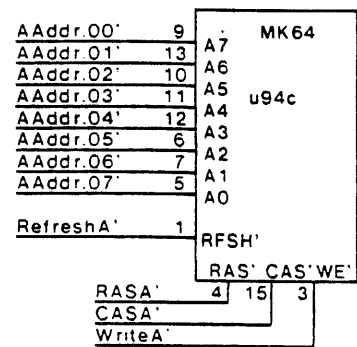 AAddr.00' 9 MK64
AAddr.01' 13 A7
AAddr.02' 10 A6
AAddr.03' 11 A5 u94c
AAddr.04' 12 A4
AAddr.05' 6 A3
AAddr.06' 7 A2
AAddr.07' 5 A1
A0
RefreshA' 1 RFSH'
RAS' CAS' WE'
RASA' 4 15 3
CASA'
WriteA'